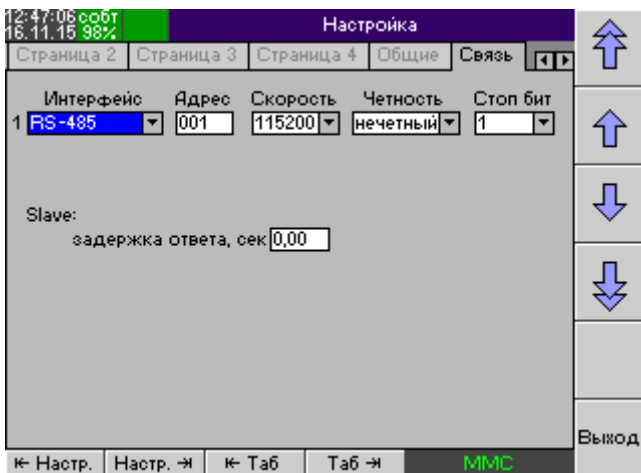 12:47:06 собт
16.11.15 98%
Настройка
Страница 2 Страница 3 Страница 4 Общие Связь
Интерфейс Адрес Скорость Четность Стоп бит
1 RS-485 001 115200 нечетный 1
Slave:
задержка ответа, сек 0,00
Выход
⇤ Настр. Настр. ⇥ ⇤ Таб Таб ⇥ MMC